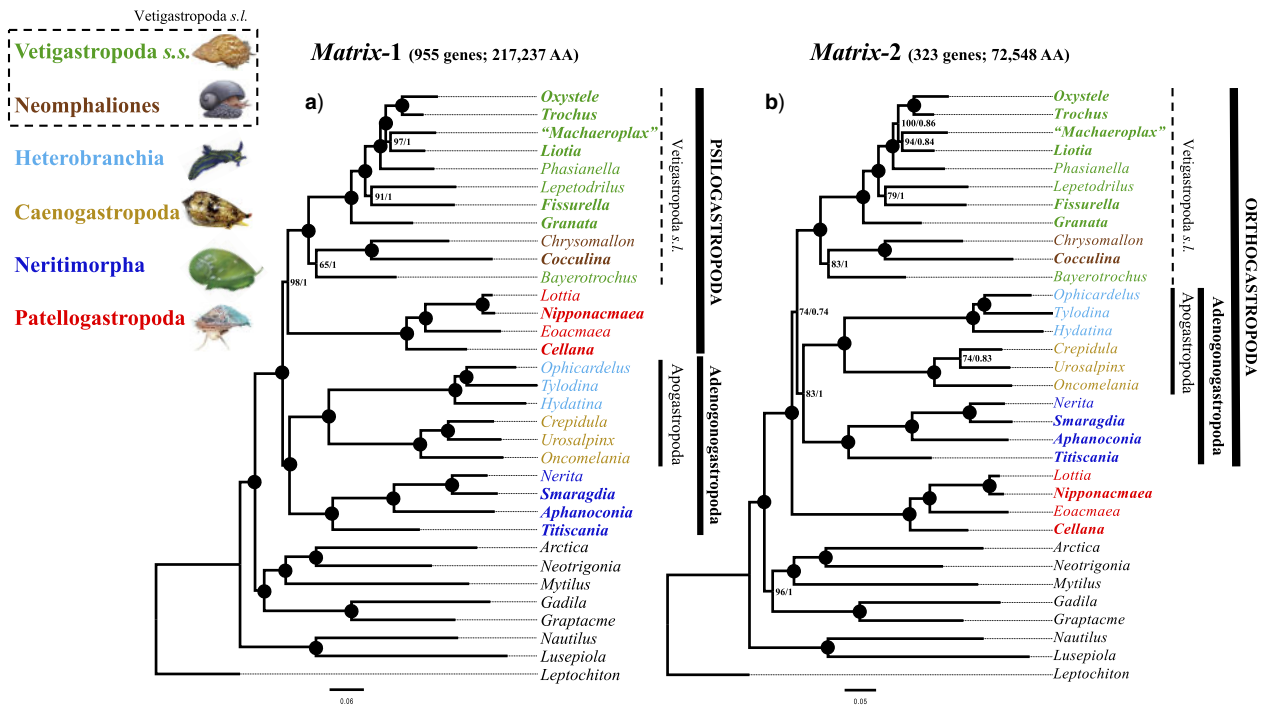 Vetigastropoda s.l.
Vetigastropoda s.s.
Neomphaliones
Heterobranchia
Caenogastropoda
Neritimorpha
Patellogastropoda
Matrix-1 (955 genes; 217,237 AA)
a)
Oxystele
Trochus
“Machaeroplax”
97/1
Liotia
Phasianella
Lepetodrilus
91/1
Fissurella
Granata
Chrysomallon
Cocculina
65/1
Bayerotrochus
98/1
Lottia
Nipponacmaea
Eoacmaea
Cellana
Ophicardelus
Tylodina
Hydatina
Crepidula
Urosalpinx
Oncomelania
Nerita
Smaragdia
Aphanoconia
Titiscania
Arctica
Neotrigonia
Mytilus
Gadila
Graptacme
Nautilus
Lusepiola
Leptochiton
0.06
Vetigastropoda s.l.
PSILOGASTROPODA
Apogastropoda
Adenogonogastropoda
Matrix-2 (323 genes; 72,548 AA)
b)
Oxystele
Trochus
100/0.86
“Machaeroplax”
94/0.84
Liotia
Phasianella
Lepetodrilus
79/1
Fissurella
Granata
Chrysomallon
Cocculina
83/1
Bayerotrochus
Ophicardelus
74/0.74
Tylodina
Hydatina
Crepidula
74/0.83
Urosalpinx
Oncomelania
83/1
Nerita
Smaragdia
Aphanoconia
Titiscania
Lottia
Nipponacmaea
Eoacmaea
Cellana
Arctica
Neotrigonia
Mytilus
96/1
Gadila
Graptacme
Nautilus
Lusepiola
Leptochiton
0.05
Vetigastropoda s.l.
Apogastropoda
Adenogonogastropoda
ORTHOGASTROPODA